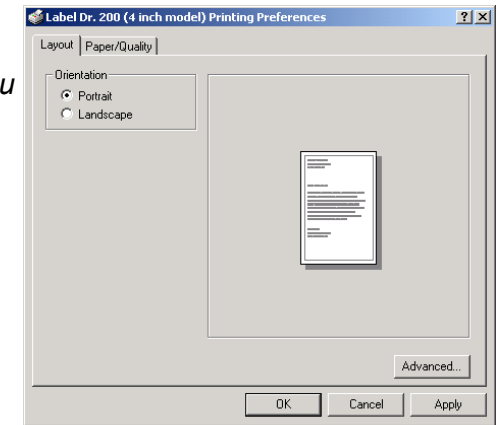 Label Dr. 200 (4 inch model) Printing Preferences
Layout Paper/Quality
u
Orientation
Portrait
Landscape
Advanced...
OK Cancel Apply